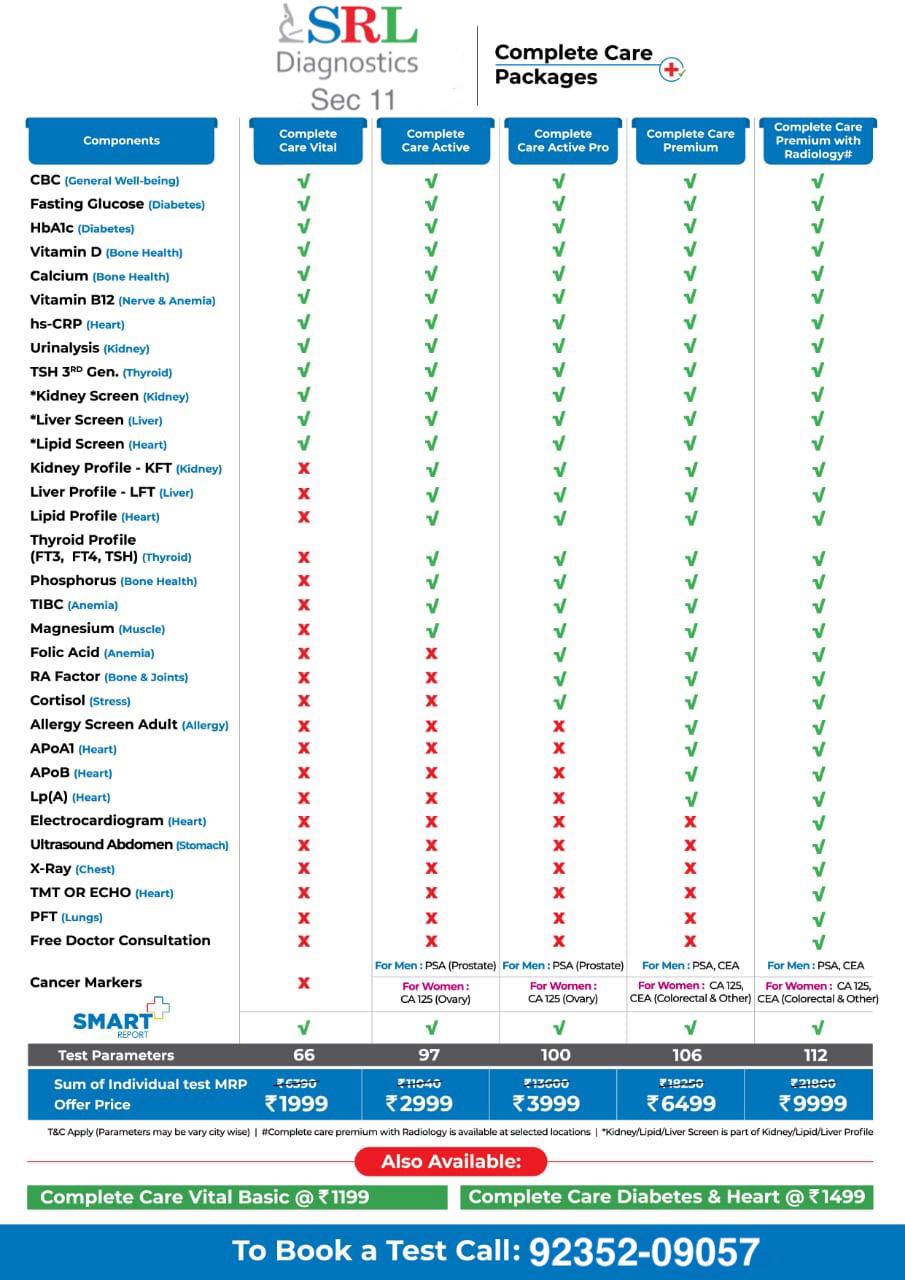 SRL
Diagnostics
Sec 11
Complete Care
Packages
Components
Complete
Care Vital
Complete
Care Active
Complete
Care Active Pro
Complete Care
Premium
Complete Care
Premium with
Radiology#
CBC (General Well-being) √ √ √ √ √
Fasting Glucose (Diabetes) √ √ √ √ √
HbA1c (Diabetes) √ √ √ √ √
Vitamin D (Bone Health) √ √ √ √ √
Calcium (Bone Health) √ √ √ √ √
Vitamin B12 (Nerve & Anemia) √ √ √ √ √
hs-CRP (Heart) √ √ √ √ √
Urinalysis (Kidney) √ √ √ √ √
TSH 3RD Gen. (Thyroid) √ √ √ √ √
*Kidney Screen (Kidney) √ √ √ √ √
*Liver Screen (Liver) √ √ √ √ √
*Lipid Screen (Heart) √ √ √ √ √
Kidney Profile - KFT (Kidney) X √ √ √ √
Liver Profile - LFT (Liver) X √ √ √ √
Lipid Profile (Heart) X √ √ √ √
Thyroid Profile
(FT3, FT4, TSH) (Thyroid) X √ √ √ √
Phosphorus (Bone Health) X √ √ √ √
TIBC (Anemia) X √ √ √ √
Magnesium (Muscle) X √ √ √ √
Folic Acid (Anemia) X X √ √ √
RA Factor (Bone & Joints) X X √ √ √
Cortisol (Stress) X X √ √ √
Allergy Screen Adult (Allergy) X X X √ √
APoA1 (Heart) X X X √ √
APoB (Heart) X X X √ √
Lp(A) (Heart) X X X √ √
Electrocardiogram (Heart) X X X X √
Ultrasound Abdomen (Stomach) X X X X √
X-Ray (Chest) X X X X √
TMT OR ECHO (Heart) X X X X √
PFT (Lungs) X X X X √
Free Doctor Consultation X X X X √
Cancer Markers X
For Men : PSA (Prostate)
For Women :
CA 125 (Ovary)
For Men : PSA (Prostate)
For Women :
CA 125 (Ovary)
For Men : PSA, CEA
For Women : CA 125,
CEA (Colorectal & Other)
For Men : PSA, CEA
For Women : CA 125,
CEA (Colorectal & Other)
SMART
REPORT
√ √ √ √ √
Test Parameters 66 97 100 106 112
Sum of Individual test MRP ₹6390 ₹11040 ₹13600 ₹18250 ₹21800
Offer Price ₹1999 ₹2999 ₹3999 ₹6499 ₹9999
T&C Apply (Parameters may be vary city wise) | #Complete care premium with Radiology is available at selected locations | *Kidney/Lipid/Liver Screen is part of Kidney/Lipid/Liver Profile
Also Available:
Complete Care Vital Basic @ ₹1199
Complete Care Diabetes & Heart @ ₹1499
To Book a Test Call: 92352-09057